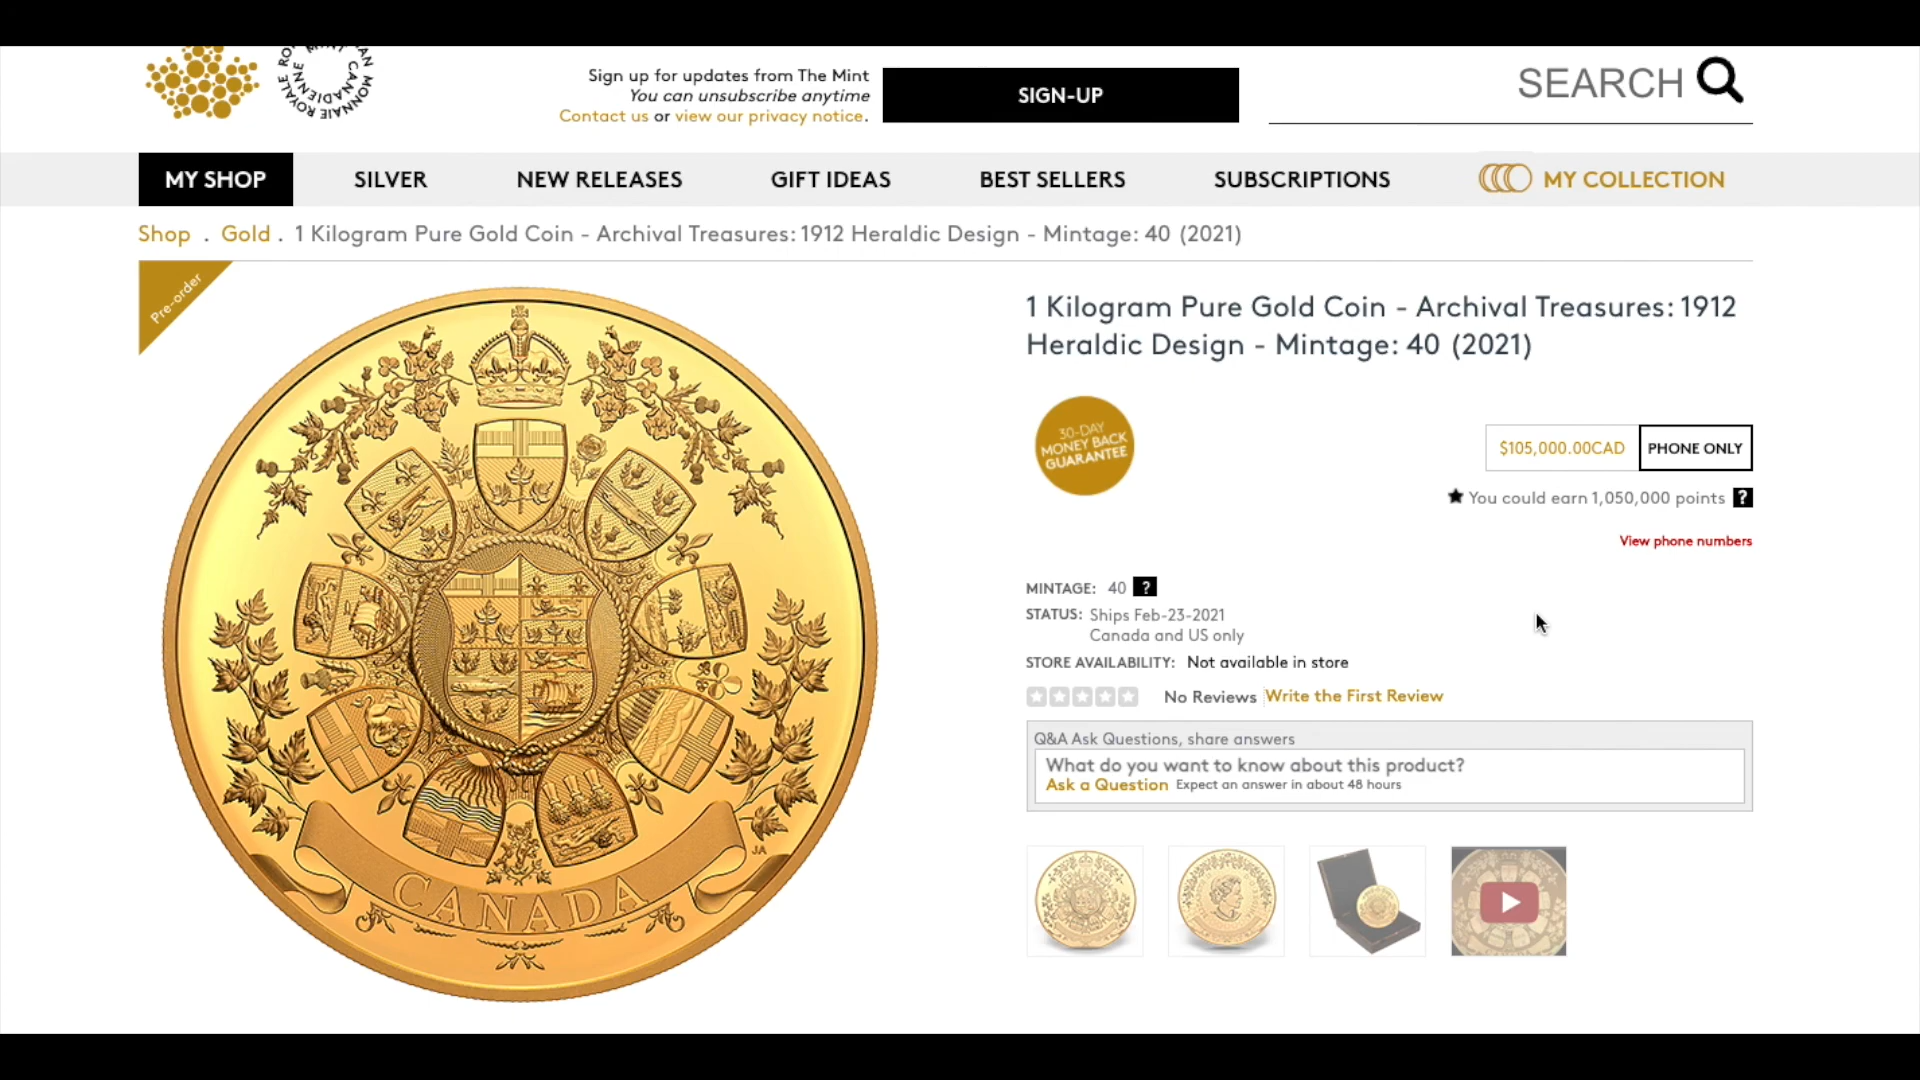 MONNAIE ROYALE CANADIENNE
Sign up for updates from The Mint
You can unsubscribe anytime
Contact us or view our privacy notice.
SIGN-UP
SEARCH
MY SHOP
SILVER
NEW RELEASES
GIFT IDEAS
BEST SELLERS
SUBSCRIPTIONS
MY COLLECTION
Shop . Gold . 1 Kilogram Pure Gold Coin - Archival Treasures: 1912 Heraldic Design - Mintage: 40 (2021)
Pre-order
1 Kilogram Pure Gold Coin - Archival Treasures: 1912
Heraldic Design - Mintage: 40 (2021)
30-DAY
MONEY BACK
GUARANTEE
$105,000.00CAD
PHONE ONLY
★ You could earn 1,050,000 points ?
View phone numbers
MINTAGE: 40 ?
STATUS: Ships Feb-23-2021
Canada and US only
STORE AVAILABILITY: Not available in store
No Reviews Write the First Review
Q&A Ask Questions, share answers
What do you want to know about this product?
Ask a Question Expect an answer in about 48 hours
JA
CANADA